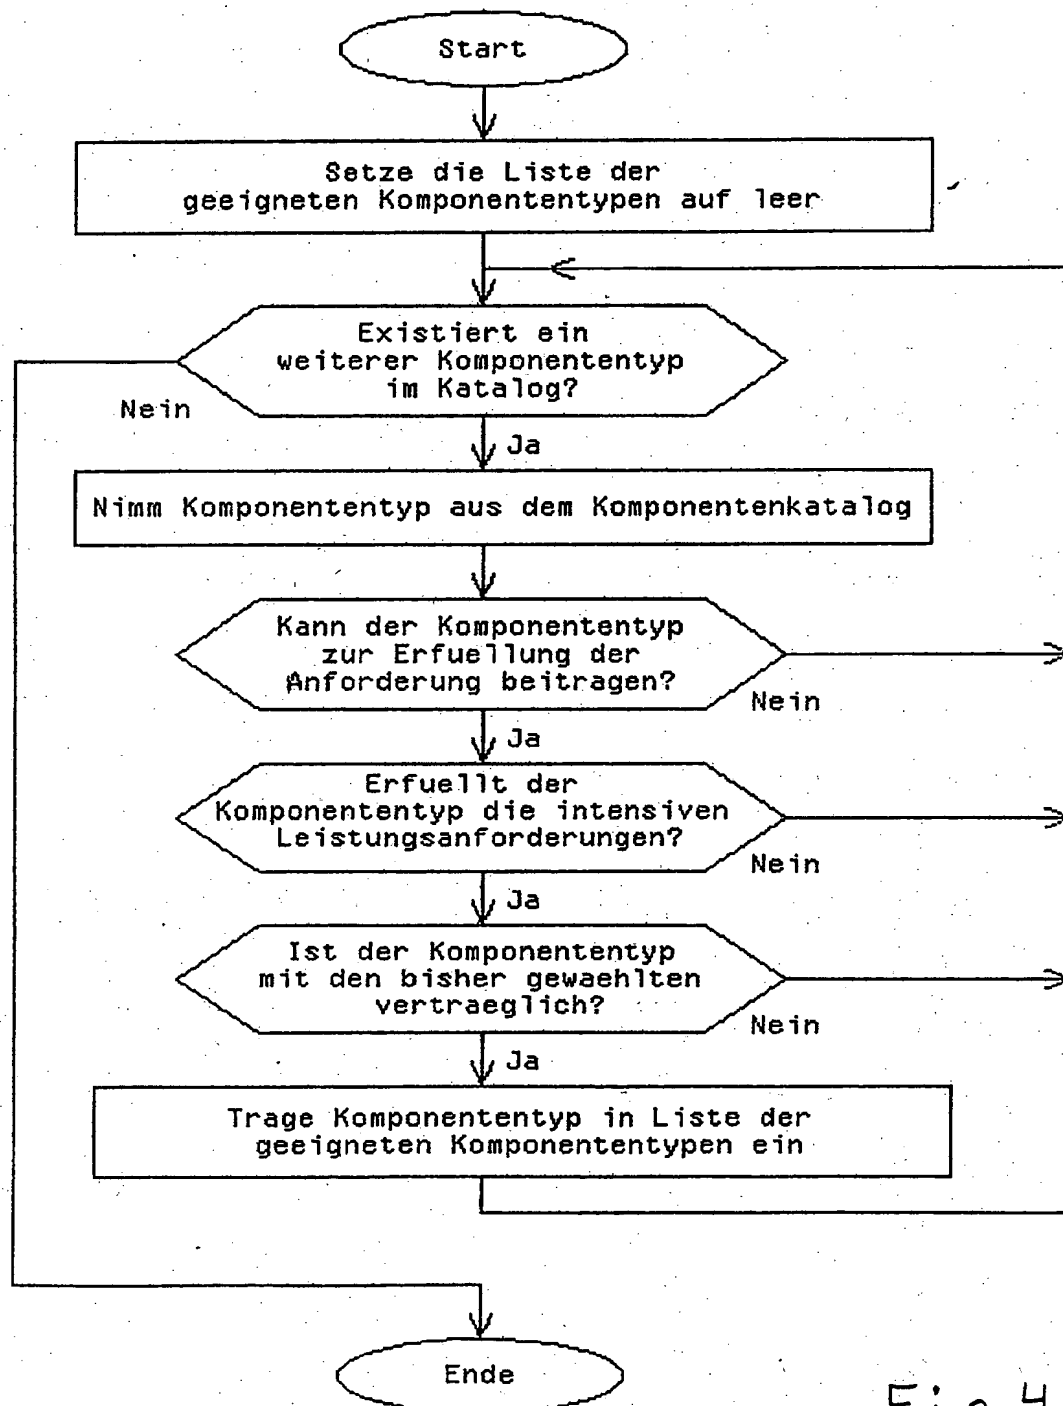 Start
Setze die Liste der
geeigneten Komponententypen auf leer
Existiert ein
weiterer Komponententyp
im Katalog?
Nein
Ja
Nimm Komponententyp aus dem Komponentenkatalog
Kann der Komponententyp
zur Erfuellung der
Anforderung beitragen?
Nein
Ja
Erfuellt der
Komponententyp die intensiven
Leistungsanforderungen?
Nein
Ja
Ist der Komponententyp
mit den bisher gewaehlten
vertraeglich?
Nein
Ja
Trage Komponententyp in Liste der
geeigneten Komponententypen ein
Ende
Fig 4